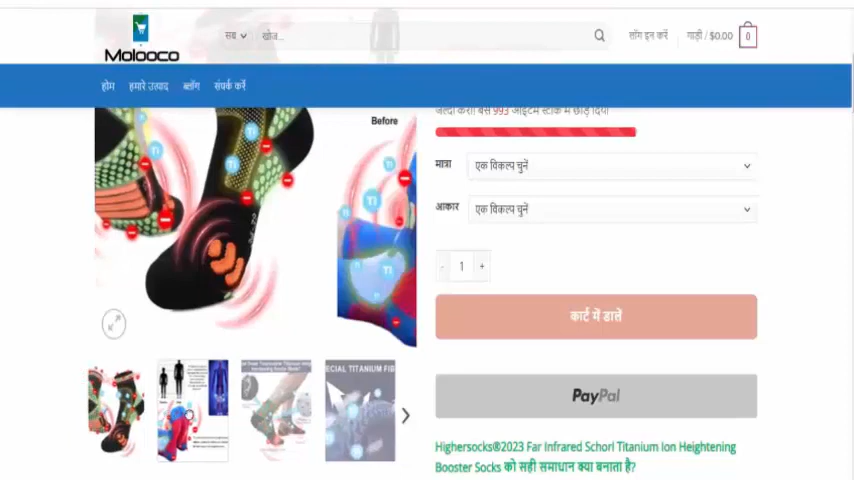 Molooco
सब
खोज...
लॉग इन करें
गाड़ी / $0.00
0
होम
हमारे उत्पाद
ब्लॉग
संपर्क करें
जल्दी करो! बस 993 आइटम स्टॉक में छोड़ दिया
Before
मात्रा
एक विकल्प चुनें
आकार
एक विकल्प चुनें
- 1 +
कार्ट में डालें
PayPal
ECIAL TITANIUM FIB
Highersocks®2023 Far Infrared Schorl Titanium Ion Heightening
Booster Socks को सही समाधान क्या बनाता है?